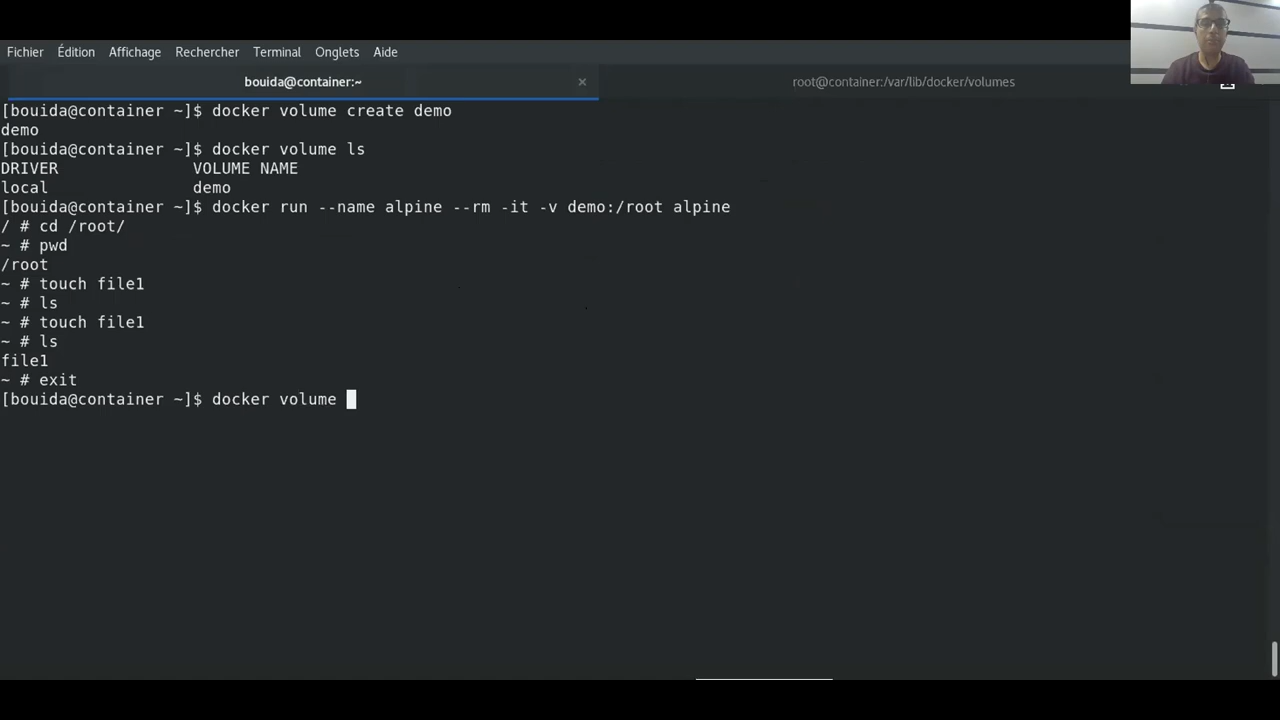 Fichier Édition Affichage Rechercher Terminal Onglets Aide
bouida@container:~ × root@container:/var/lib/docker/volumes
[bouida@container ~]$ docker volume create demo
demo
[bouida@container ~]$ docker volume ls
DRIVER VOLUME NAME
local demo
[bouida@container ~]$ docker run --name alpine --rm -it -v demo:/root alpine
/ # cd /root/
~ # pwd
/root
~ # touch file1
~ # ls
~ # touch file1
~ # ls
file1
~ # exit
[bouida@container ~]$ docker volume